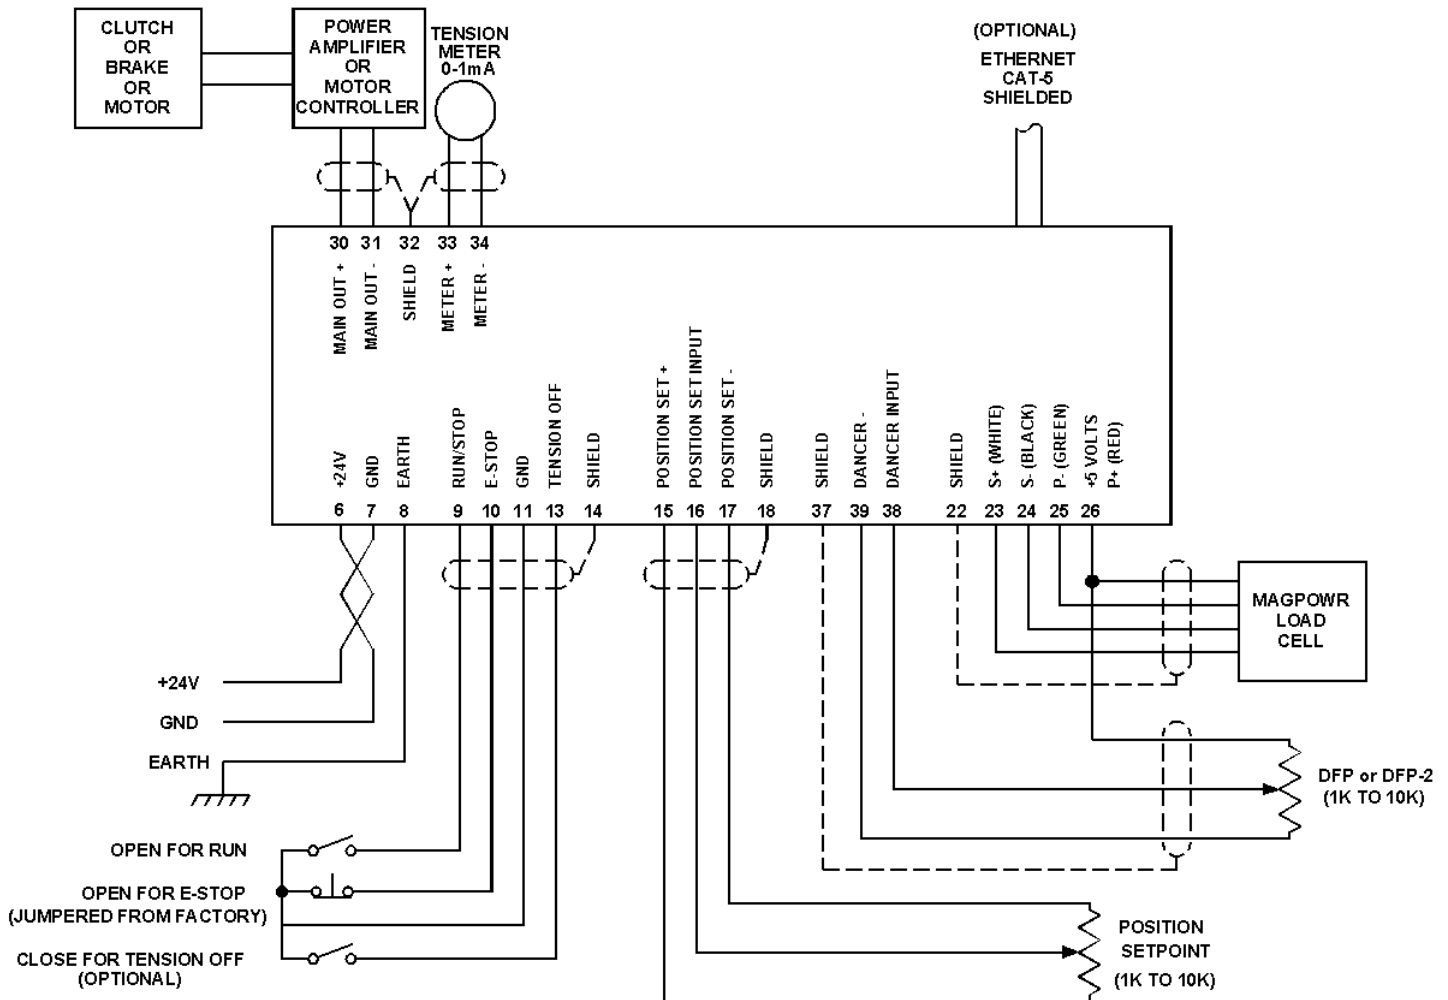 CLUTCH
OR
BRAKE
OR
MOTOR
POWER
AMPLIFIER
OR
MOTOR
CONTROLLER
TENSION
METER
0-1mA
(OPTIONAL)
ETHERNET
CAT-5
SHIELDED
30 31 32 33 34
MAIN OUT +
MAIN OUT -
SHIELD
METER +
METER -
+24V
GND
EARTH
RUN/STOP
E-STOP
GND
TENSION OFF
SHIELD
POSITION SET +
POSITION SET INPUT
POSITION SET -
SHIELD
SHIELD
DANCER -
DANCER INPUT
SHIELD
S+ (WHITE)
S- (BLACK)
P- (GREEN)
+5 VOLTS
P+ (RED)
6 7 8 9 10 11 13 14 15 16 17 18 37 39 38 22 23 24 25 26
MAGPOWR
LOAD
CELL
+24V
GND
EARTH
DFP or DFP-2
(1K TO 10K)
OPEN FOR RUN
OPEN FOR E-STOP
(JUMPERED FROM FACTORY)
CLOSE FOR TENSION OFF
(OPTIONAL)
POSITION
SETPOINT
(1K TO 10K)